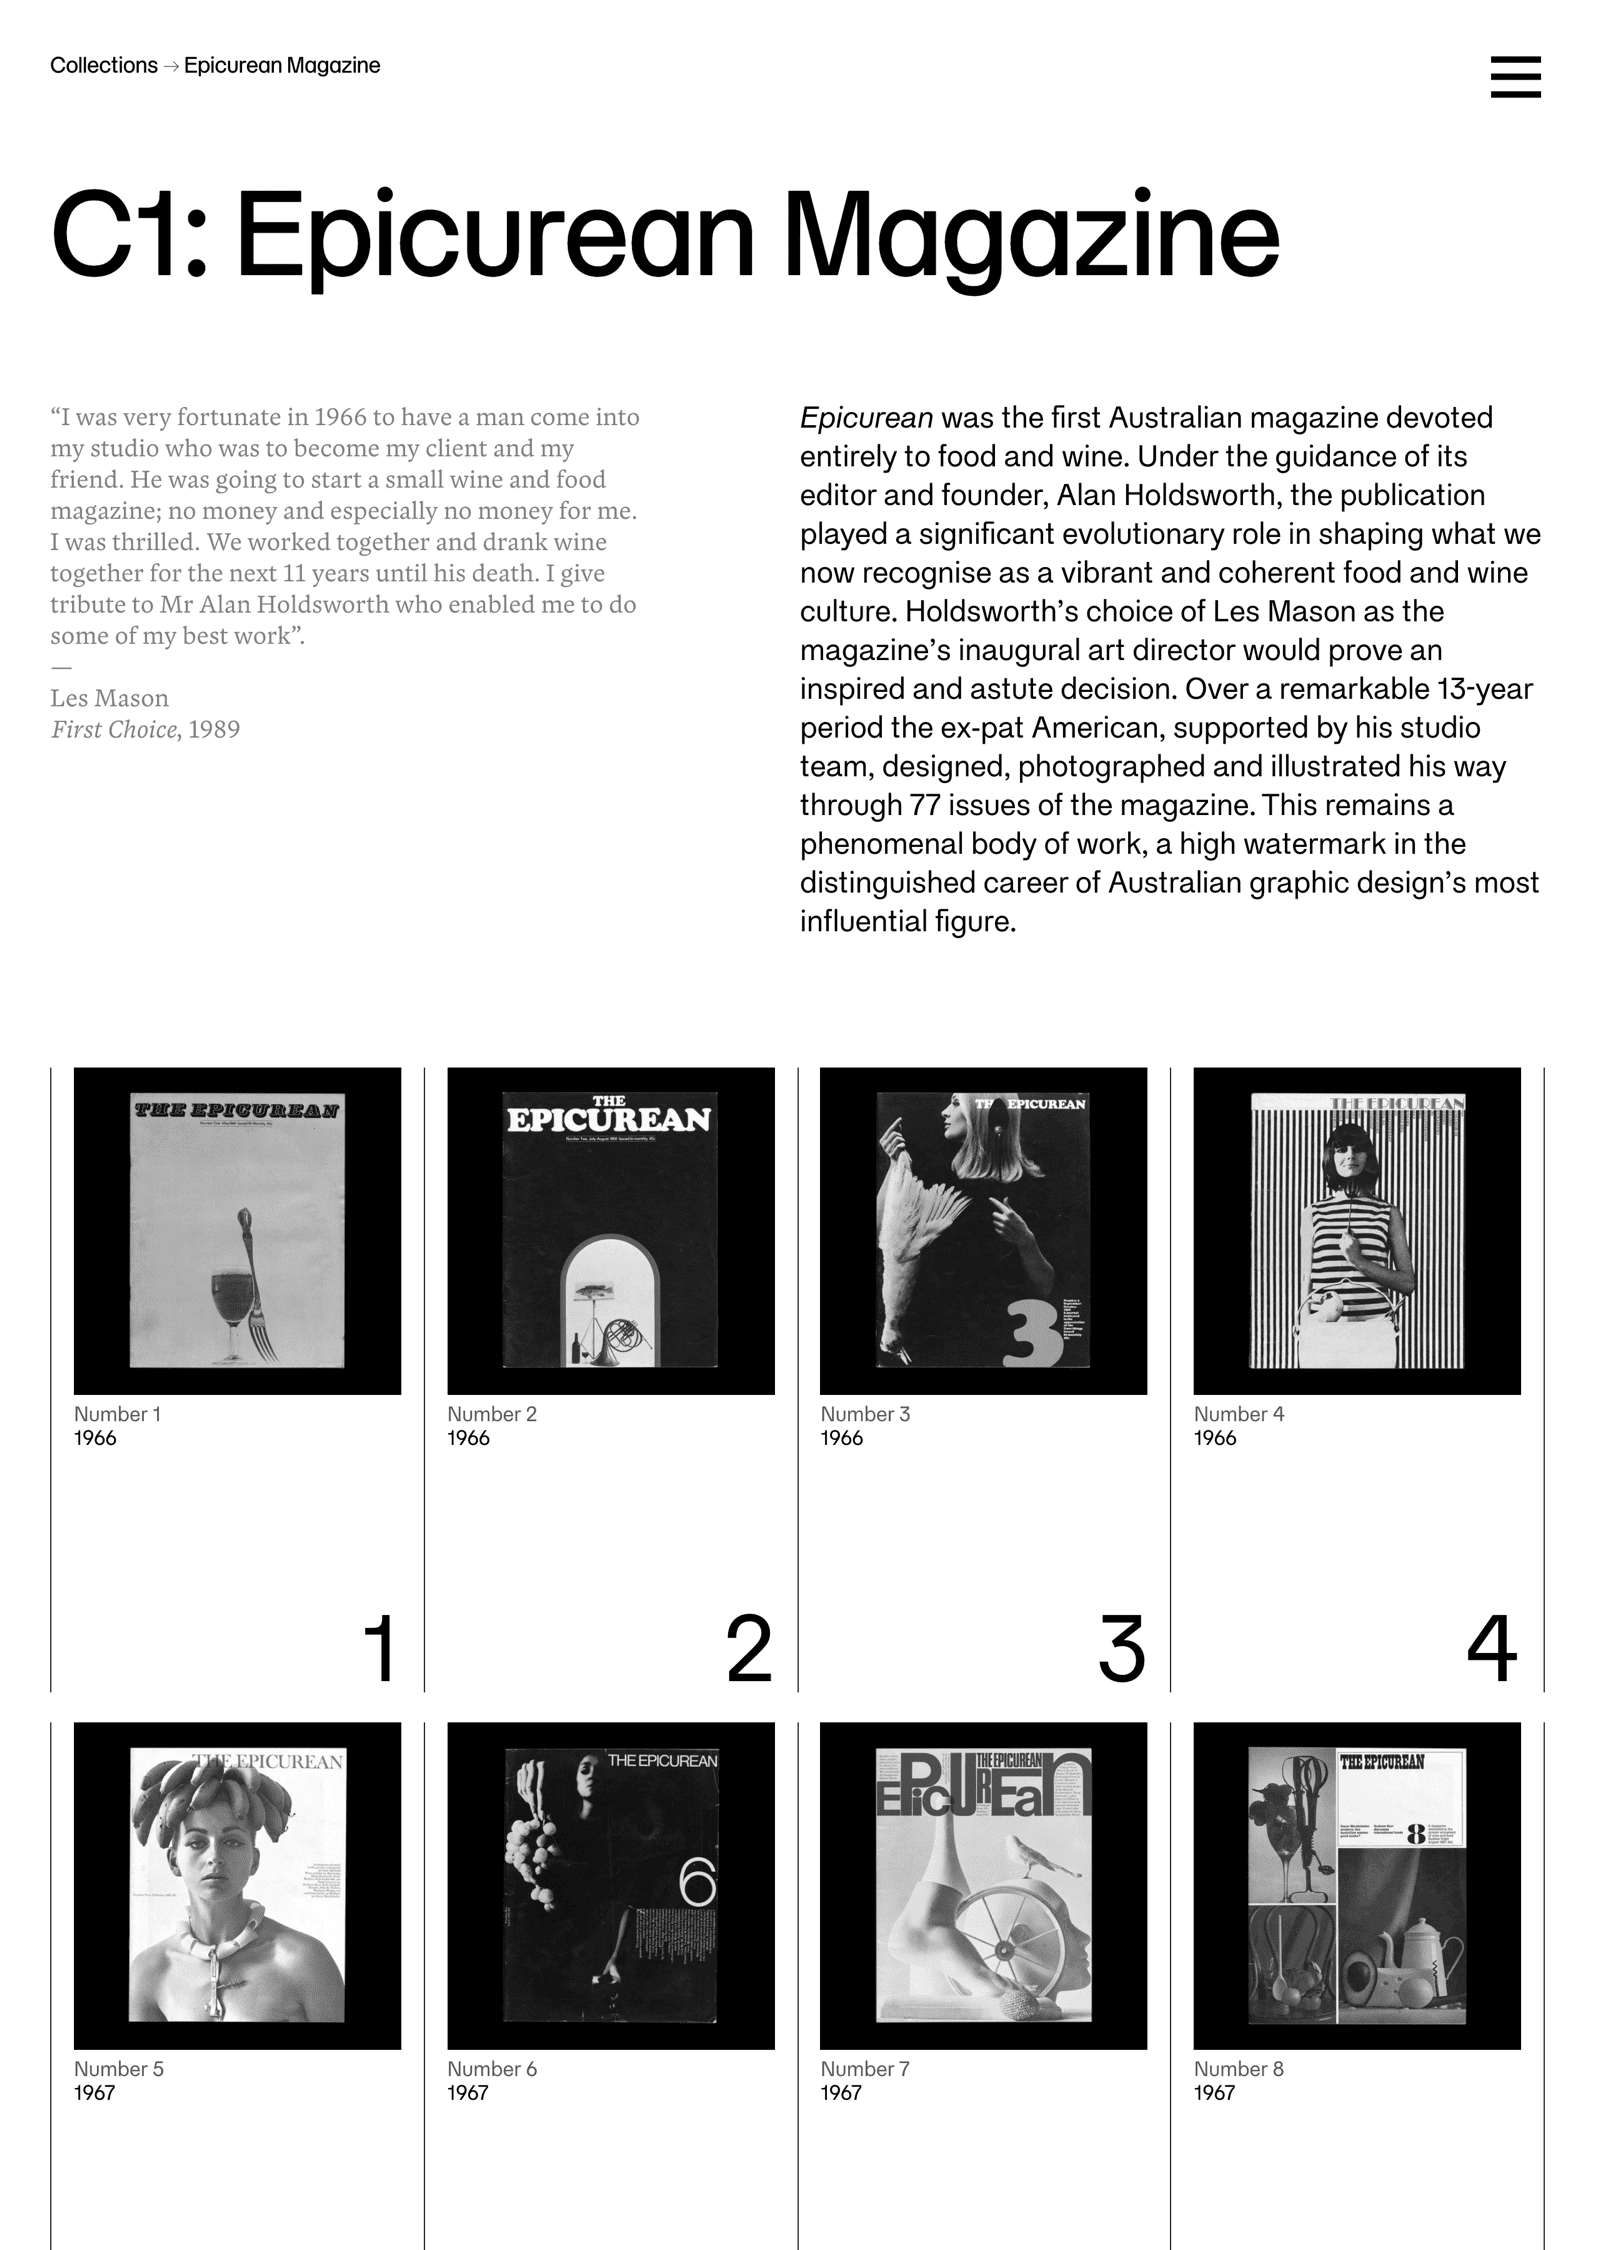 Collections → Epicurean Magazine
C1: Epicurean Magazine
“I was very fortunate in 1966 to have a man come into
my studio who was to become my client and my
friend. He was going to start a small wine and food
magazine; no money and especially no money for me.
I was thrilled. We worked together and drank wine
together for the next 11 years until his death. I give
tribute to Mr Alan Holdsworth who enabled me to do
some of my best work”.
—
Les Mason
First Choice, 1989
Epicurean was the first Australian magazine devoted
entirely to food and wine. Under the guidance of its
editor and founder, Alan Holdsworth, the publication
played a significant evolutionary role in shaping what we
now recognise as a vibrant and coherent food and wine
culture. Holdsworth’s choice of Les Mason as the
magazine’s inaugural art director would prove an
inspired and astute decision. Over a remarkable 13-year
period the ex-pat American, supported by his studio
team, designed, photographed and illustrated his way
through 77 issues of the magazine. This remains a
phenomenal body of work, a high watermark in the
distinguished career of Australian graphic design’s most
influential figure.
THE EPICUREAN
Number 1
1966
1
THE
EPICUREAN
Number Two July August 1966
Number 2
1966
2
THE EPICUREAN
3
Number 3
1966
3
THE EPICUREAN
Number 4
1966
4
THE EPICUREAN
Number 5
1967
THE EPICUREAN
6
Number 6
1967
THE EPICUREAN
EPicUREan
Number 7
1967
THE EPICUREAN
8
Number 8
1967